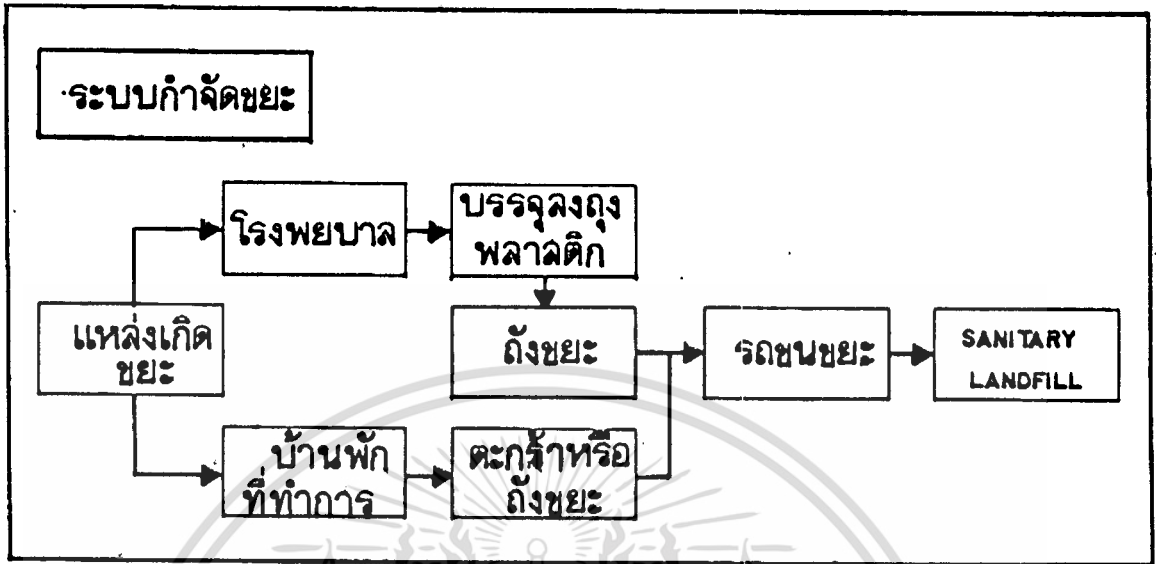 ระบบกำจัดขยะ
โรงพยาบาล
บรรจุลงถุง
พลาสติก
แหล่งเกิด
ขยะ
ถังขยะ
รถขนขยะ
SANITARY
LANDFILL
บ้านพัก
ที่ทำการ
ตะกร้าหรือ
ถังขยะ